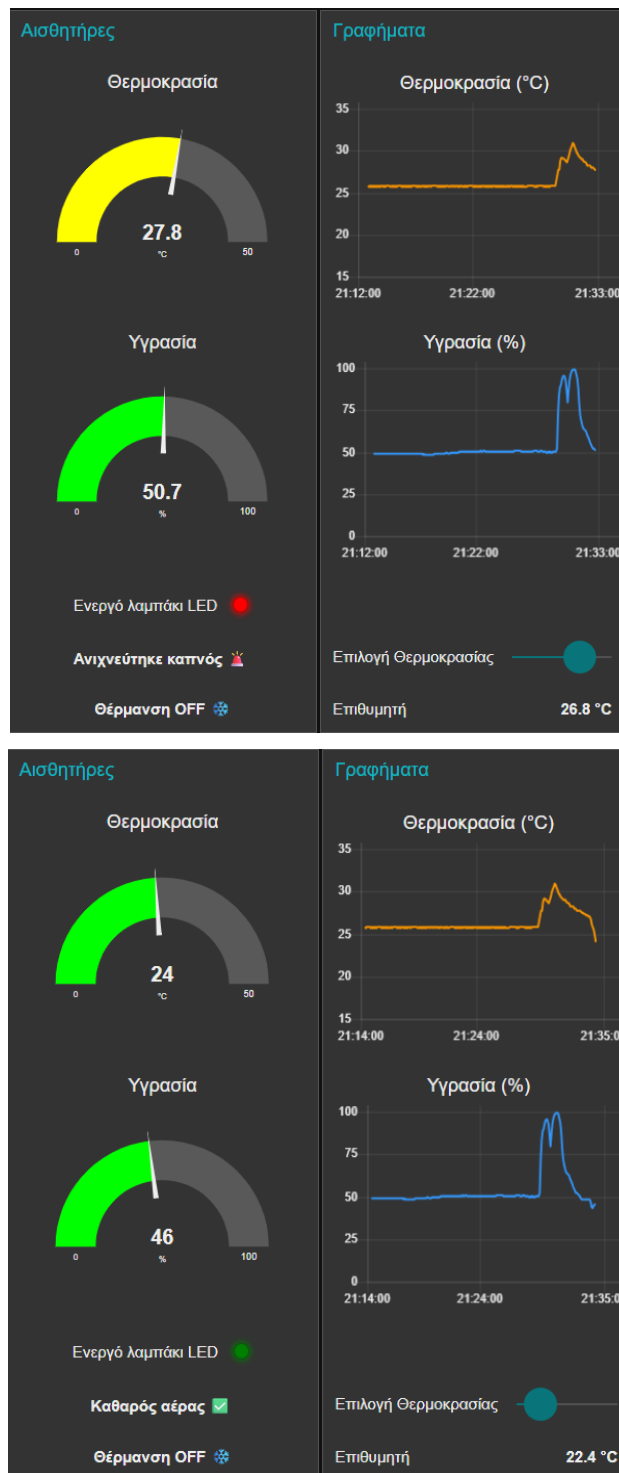 Αισθητήρες
Θερμοκρασία
27.8
°C
0
50
Υγρασία
50.7
%
0
100
Ενεργό λαμπάκι LED
Ανιχνεύτηκε καπνός 🚨
Θέρμανση OFF ❄️
Γραφήματα
Θερμοκρασία (°C)
35
30
25
20
15
21:12:00 21:22:00 21:33:00
Υγρασία (%)
100
75
50
25
0
21:12:00 21:22:00 21:33:00
Επιλογή Θερμοκρασίας
Επιθυμητή 26.8 °C
Αισθητήρες
Θερμοκρασία
24
°C
0
50
Υγρασία
46
%
0
100
Ενεργό λαμπάκι LED
Καθαρός αέρας ✅
Θέρμανση OFF ❄️
Γραφήματα
Θερμοκρασία (°C)
35
30
25
20
15
21:14:00 21:24:00 21:35:0
Υγρασία (%)
100
75
50
25
0
21:14:00 21:24:00 21:35:0
Επιλογή Θερμοκρασίας
Επιθυμητή 22.4 °C